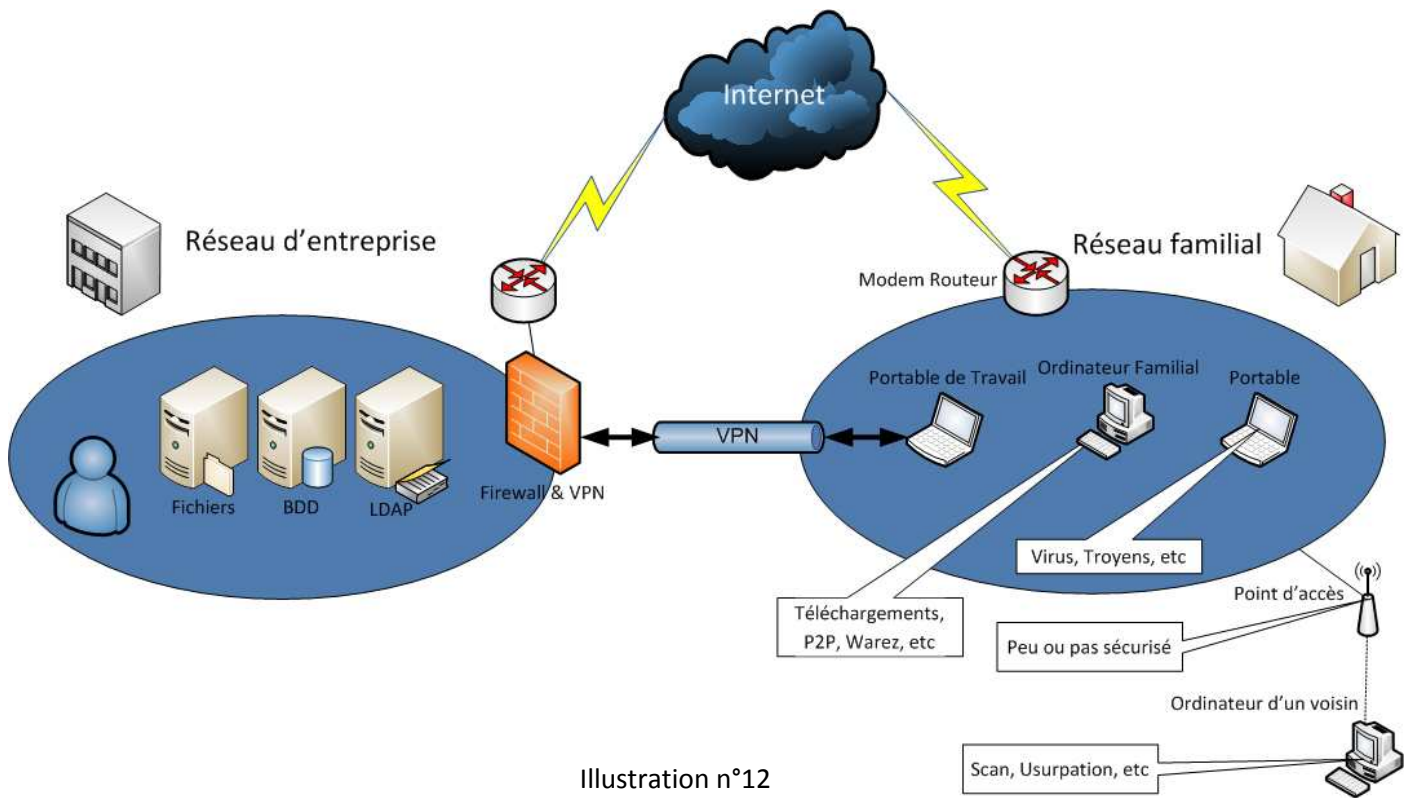 Internet
Réseau d'entreprise
Réseau familial
Modem Routeur
Portable de Travail
Ordinateur Familial
Portable
VPN
Fichiers
BDD
LDAP
Firewall & VPN
Virus, Troyens, etc
Téléchargements,
P2P, Warez, etc
Point d'accès
Peu ou pas sécurisé
Ordinateur d'un voisin
Scan, Usurpation, etc
Illustration n°12